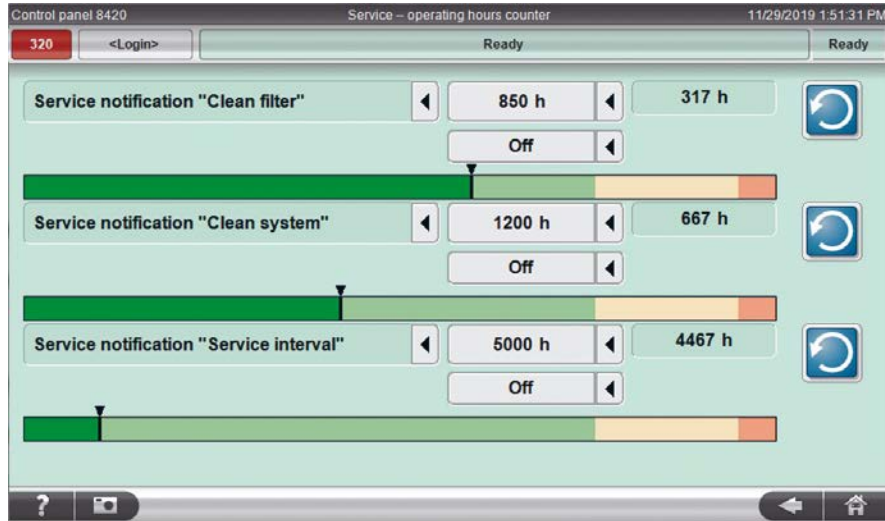 Control panel 8420 Service – operating hours counter 11/29/2019 1:51:31 PM
320 <Login> Ready Ready
Service notification "Clean filter" 850 h 317 h
Off
Service notification "Clean system" 1200 h 667 h
Off
Service notification "Service interval" 5000 h 4467 h
Off
?